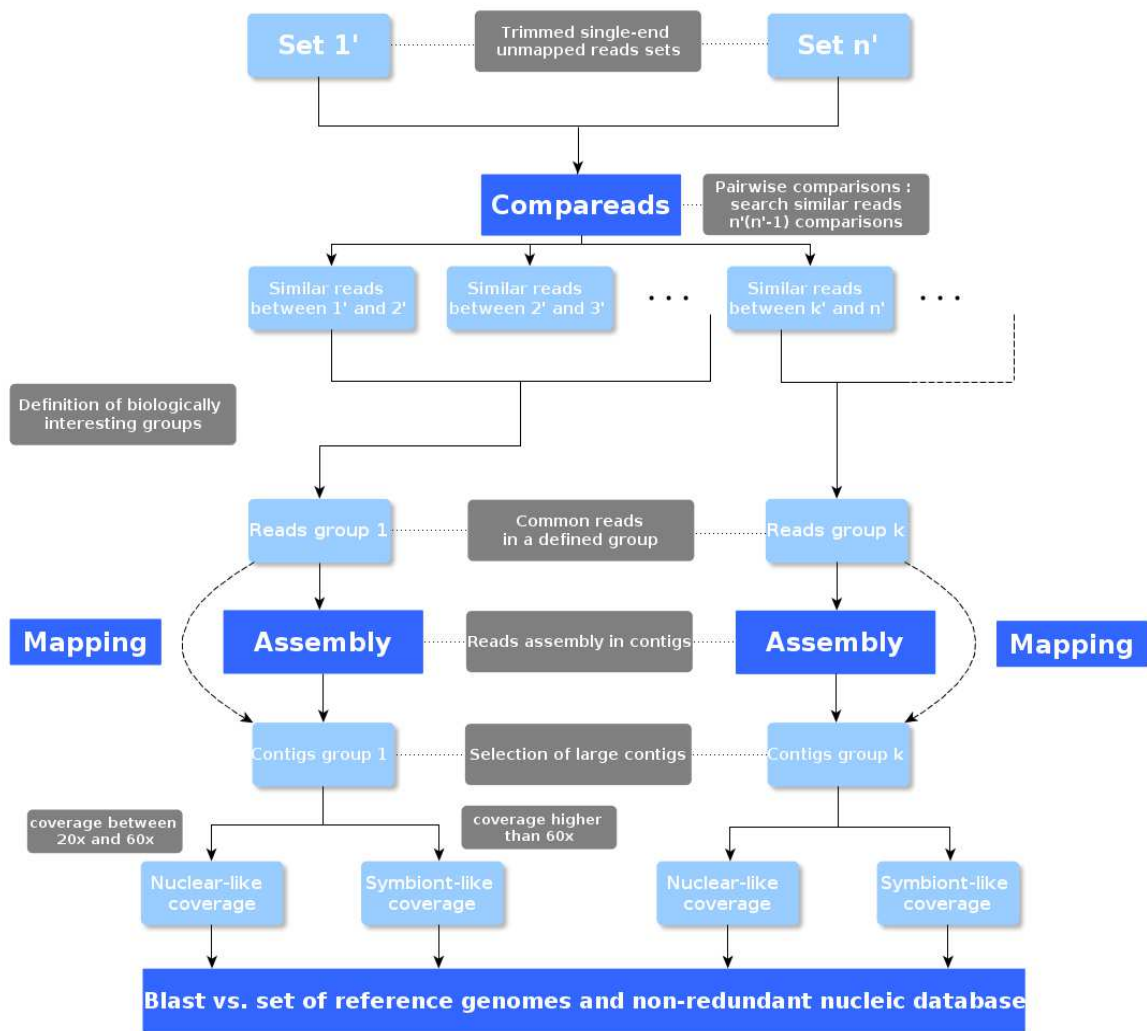 Set 1'
Trimmed single-end
unmapped reads sets
Set n'
Compareads
Pairwise comparisons :
search similar reads
n'(n'-1) comparisons
Similar reads
between 1' and 2'
Similar reads
between 2' and 3'
. . .
Similar reads
between k' and n'
. . .
Definition of biologically
interesting groups
Reads group 1
Common reads
in a defined group
Reads group k
Mapping
Assembly
Reads assembly in contigs
Assembly
Mapping
Contigs group 1
Selection of large contigs
Contigs group k
coverage between
20x and 60x
coverage higher
than 60x
Nuclear-like
coverage
Symbiont-like
coverage
Nuclear-like
coverage
Symbiont-like
coverage
Blast vs. set of reference genomes and non-redundant nucleic database